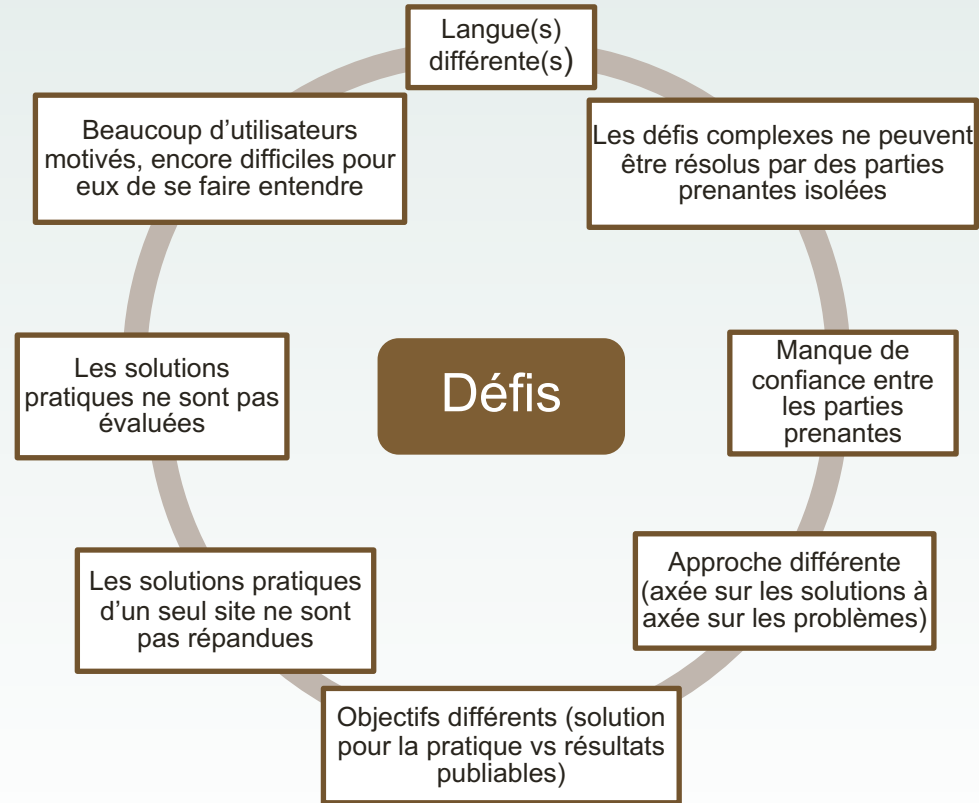 Langue(s)
différente(s)
Les défis complexes ne peuvent
être résolus par des parties
prenantes isolées
Manque de
confiance entre
les parties
prenantes
Approche différente
(axée sur les solutions à
axée sur les problèmes)
Objectifs différents (solution
pour la pratique vs résultats
publiables)
Les solutions pratiques
d’un seul site ne sont
pas répandues
Les solutions
pratiques ne sont pas
évaluées
Beaucoup d’utilisateurs
motivés, encore difficiles pour
eux de se faire entendre
Défis